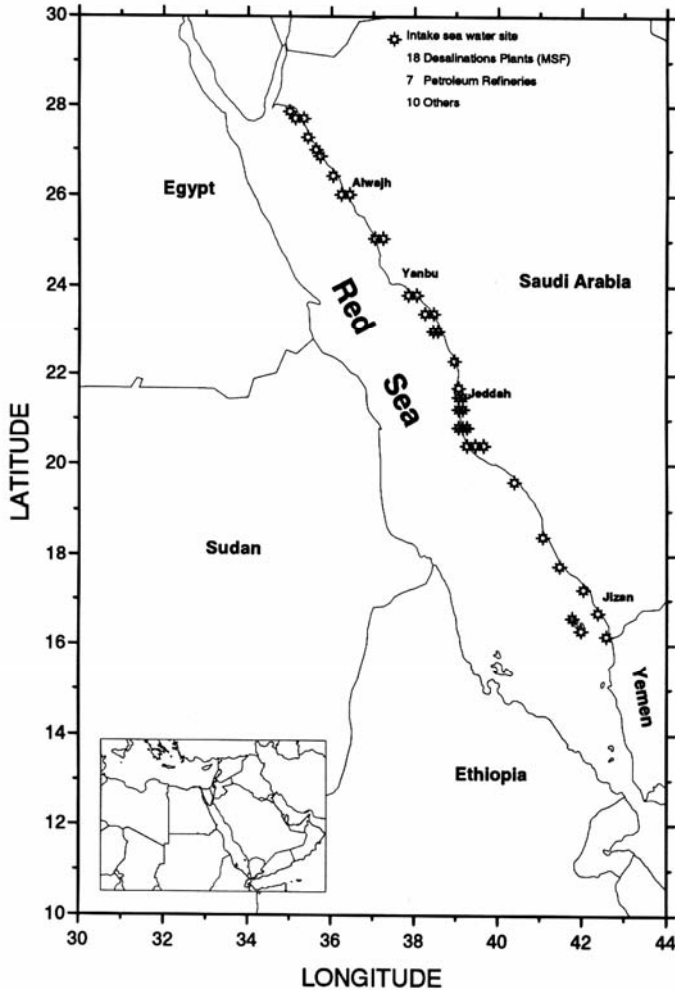 30
28
26
24
22
20
18
16
14
12
10
LATITUDE
Intake sea water site
18 Desalinations Plants (MSF)
7 Petroleum Refineries
10 Others
Egypt
Alwajh
Yanbu
Saudi Arabia
Red Sea
Jeddah
Sudan
Jizan
Yemen
Ethiopia
30 32 34 36 38 40 42 44
LONGITUDE